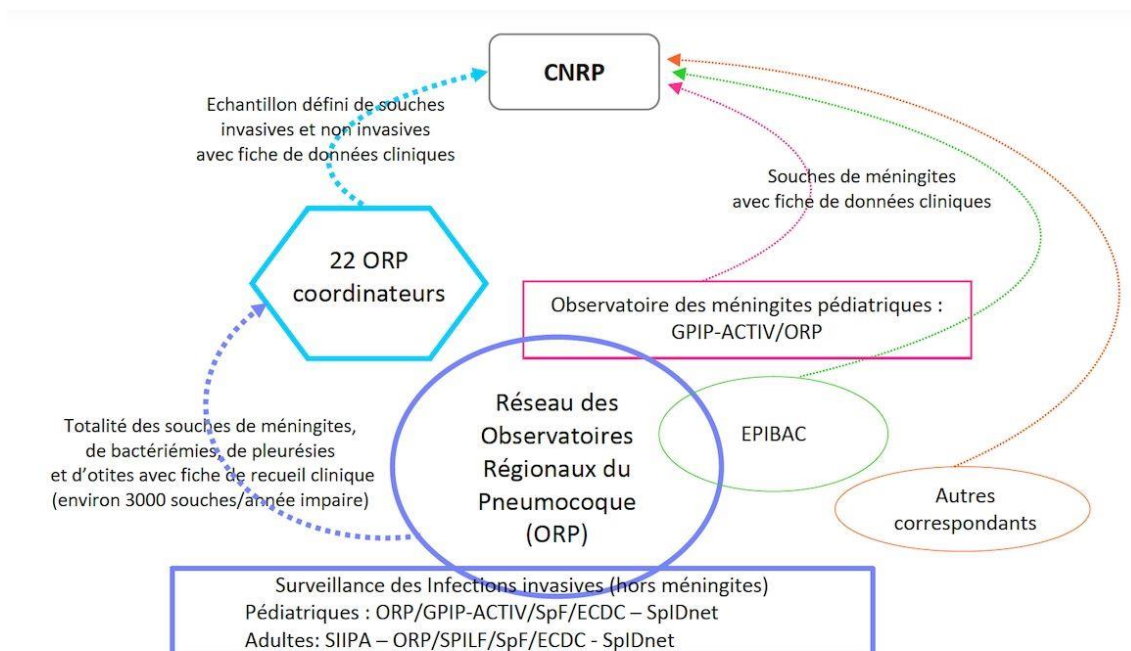 CNRP
Echantillon défini de souches
invasives et non invasives
avec fiche de données cliniques
Souches de méningites
avec fiche de données cliniques
22 ORP
coordinateurs
Observatoire des méningites pédiatriques :
GPIP-ACTIV/ORP
Réseau des
Observatoires
Régionaux du
Pneumocoque
(ORP)
EPIBAC
Totalité des souches de méningites,
de bactériémies, de pleurésies
et d’otites avec fiche de recueil clinique
(environ 3000 souches/année impaire)
Autres
correspondants
Surveillance des Infections invasives (hors méningites)
Pédiatriques : ORP/GPIP-ACTIV/SpF/ECDC – SpIDnet
Adultes: SIIPA – ORP/SPILF/SpF/ECDC - SpIDnet